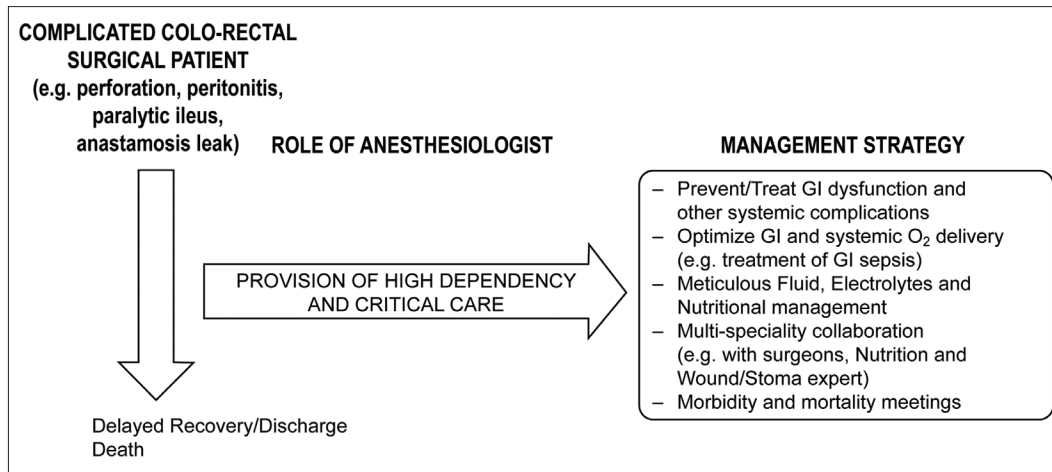 COMPLICATED COLO-RECTAL
SURGICAL PATIENT
(e.g. perforation, peritonitis,
paralytic ileus,
anastamosis leak)
ROLE OF ANESTHESIOLOGIST
MANAGEMENT STRATEGY
PROVISION OF HIGH DEPENDENCY
AND CRITICAL CARE
– Prevent/Treat GI dysfunction and
other systemic complications
– Optimize GI and systemic O₂ delivery
(e.g. treatment of GI sepsis)
– Meticulous Fluid, Electrolytes and
Nutritional management
– Multi-speciality collaboration
(e.g. with surgeons, Nutrition and
Wound/Stoma expert)
– Morbidity and mortality meetings
Delayed Recovery/Discharge
Death